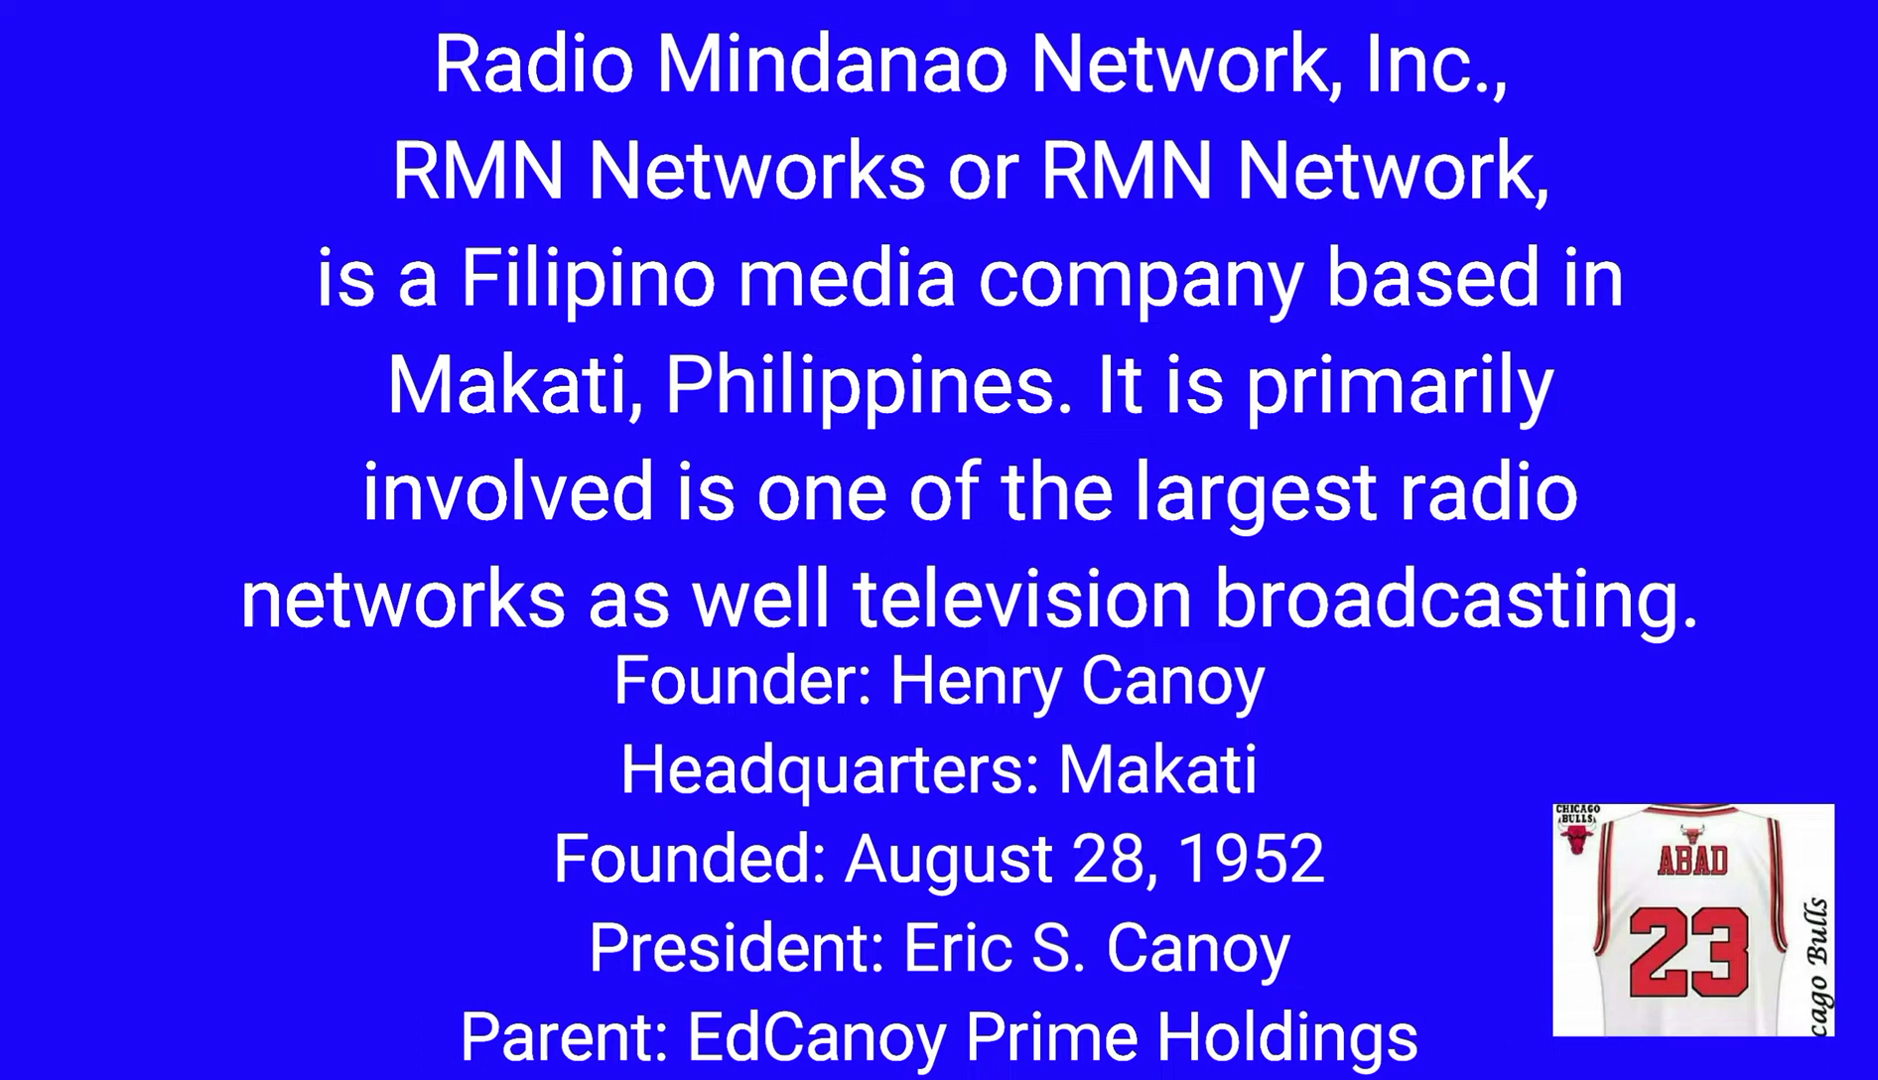 Radio Mindanao Network, Inc.,
RMN Networks or RMN Network,
is a Filipino media company based in
Makati, Philippines. It is primarily
involved is one of the largest radio
networks as well television broadcasting.
Founder: Henry Canoy
Headquarters: Makati
Founded: August 28, 1952
President: Eric S. Canoy
Parent: EdCanoy Prime Holdings
CHICAGO
BULLS
ABAD
23
cago Bulls